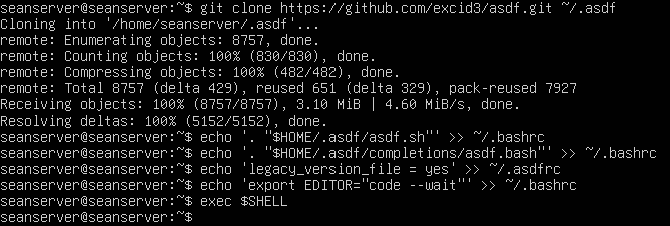 seanserver@seanserver:~$ git clone https://github.com/excid3/asdf.git ~/.asdf
Cloning into '/home/seanserver/.asdf'...
remote: Enumerating objects: 8757, done.
remote: Counting objects: 100% (830/830), done.
remote: Compressing objects: 100% (482/482), done.
remote: Total 8757 (delta 429), reused 651 (delta 329), pack-reused 7927
Receiving objects: 100% (8757/8757), 3.10 MiB | 4.60 MiB/s, done.
Resolving deltas: 100% (5152/5152), done.
seanserver@seanserver:~$ echo '. "$HOME/.asdf/asdf.sh"' >> ~/.bashrc
seanserver@seanserver:~$ echo '. "$HOME/.asdf/completions/asdf.bash"' >> ~/.bashrc
seanserver@seanserver:~$ echo 'legacy_version_file = yes' >> ~/.asdfrc
seanserver@seanserver:~$ echo 'export EDITOR="code --wait"' >> ~/.bashrc
seanserver@seanserver:~$ exec $SHELL
seanserver@seanserver:~$